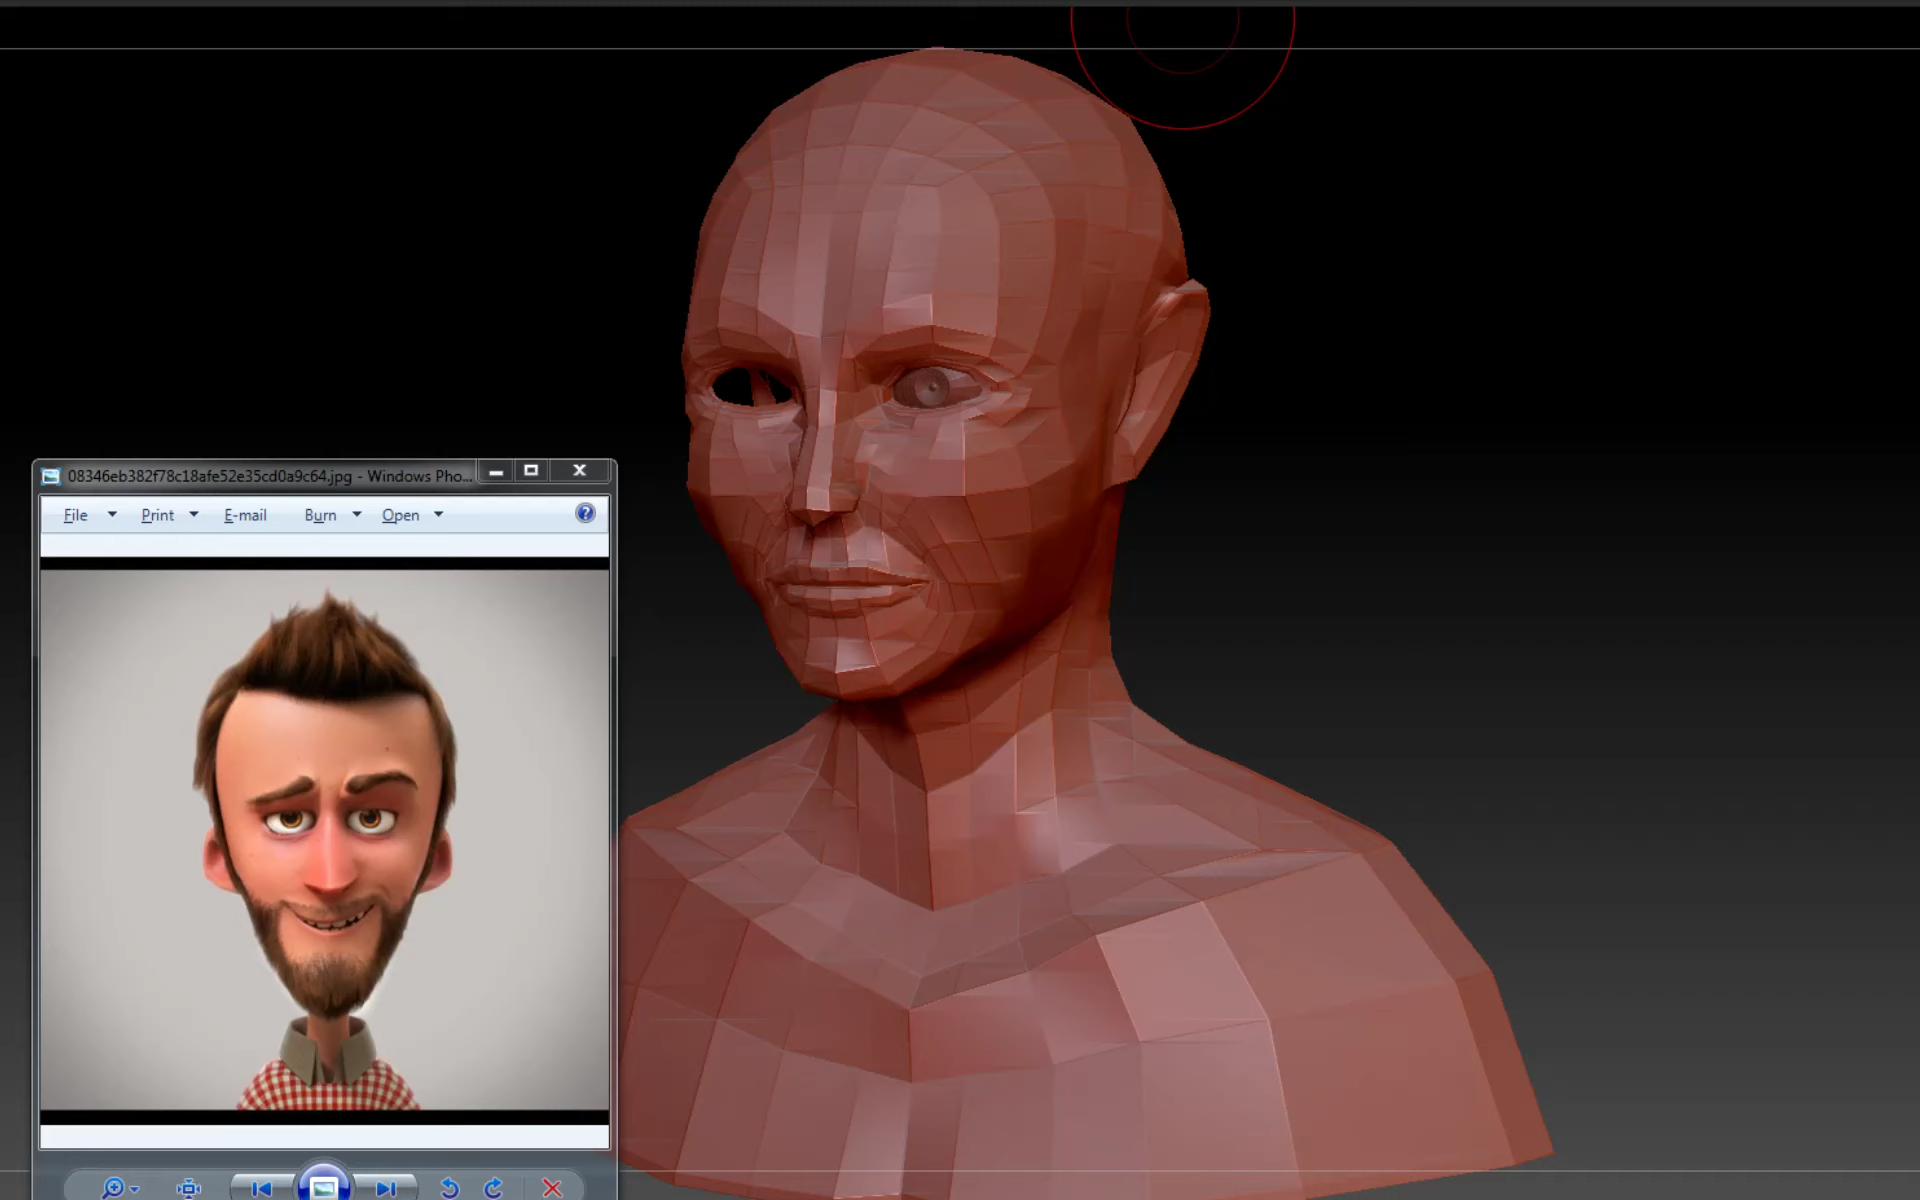 08346eb382f78c18afe52e35cd0a9c64.jpg - Windows Pho...
File Print E-mail Burn Open